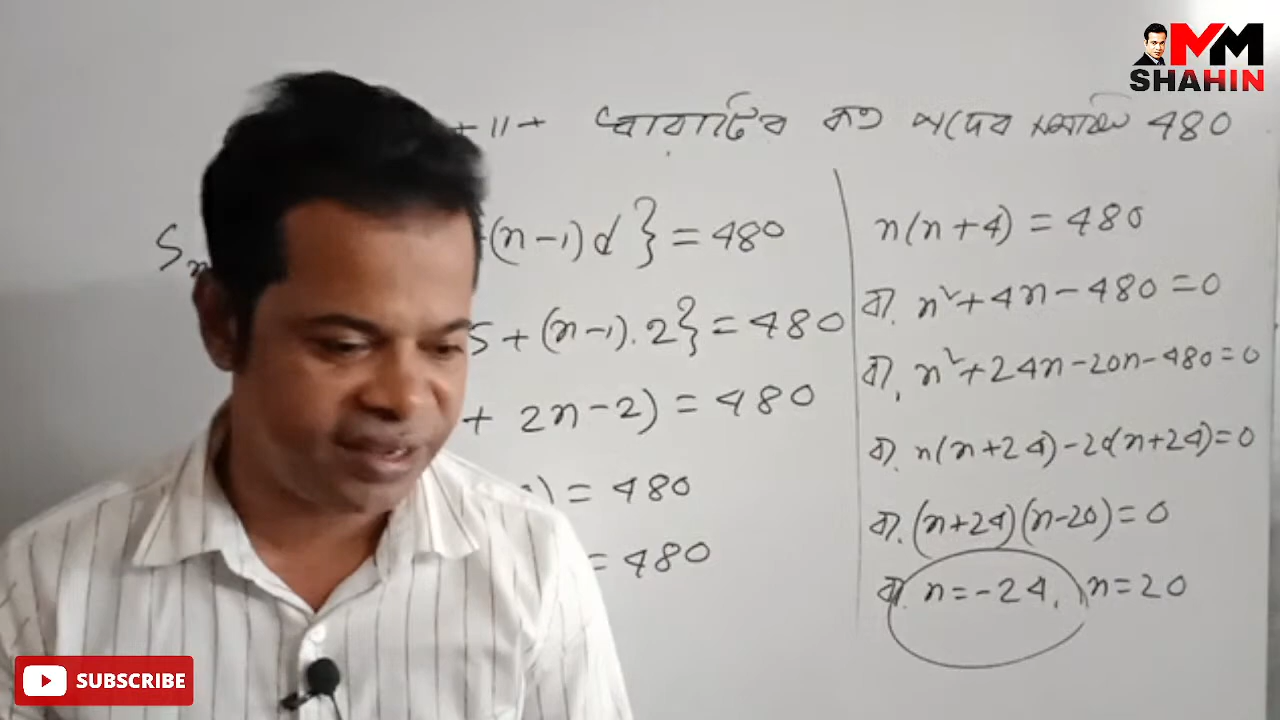 MM
SHAHIN
+ 11 + ধারাটির কত পদের সমষ্টি 480
Sn (n-1)d} = 480
5 + (n-1).2} = 480
+ 2n-2) = 480
) = 480
= 480
n(n+4) = 480
বা, n²+4n-480=0
বা, n²+24n-20n-480=0
বা, n(n+24)-20(n+24)=0
বা, (n+24)(n-20)=0
বা, n=-24, n=20
SUBSCRIBE